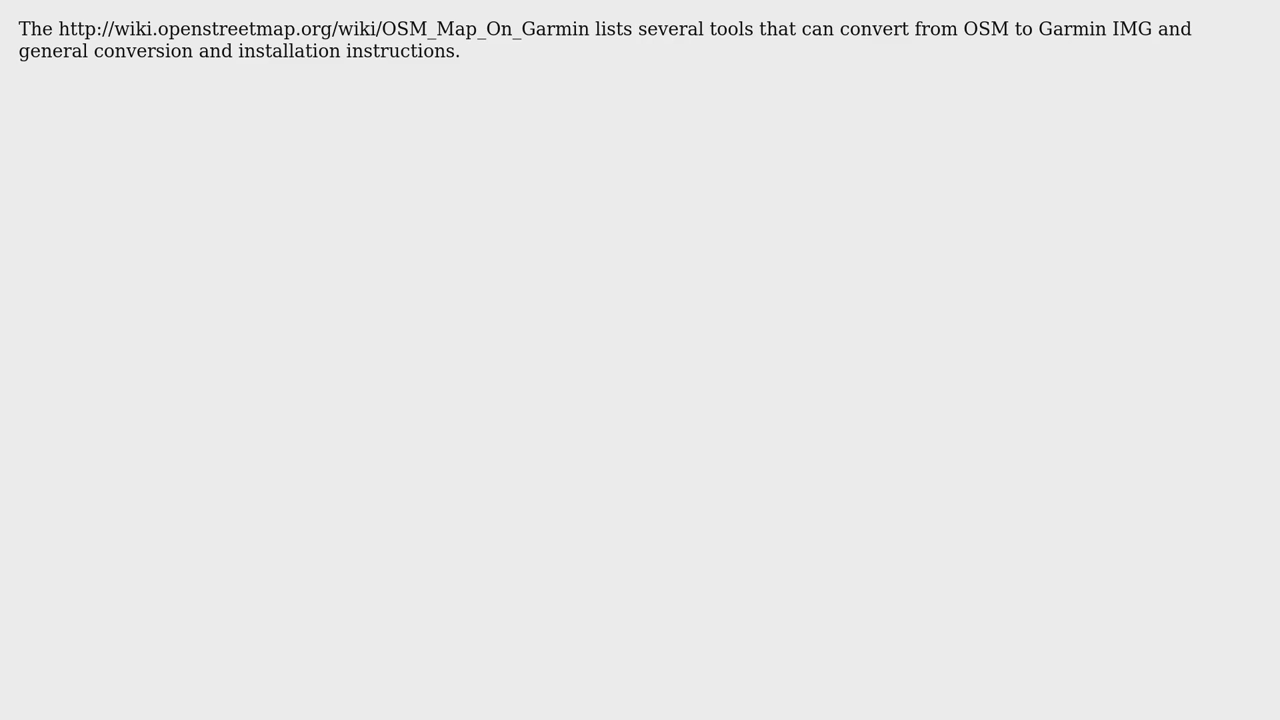 The http://wiki.openstreetmap.org/wiki/OSM_Map_On_Garmin lists several tools that can convert from OSM to Garmin IMG and
general conversion and installation instructions.